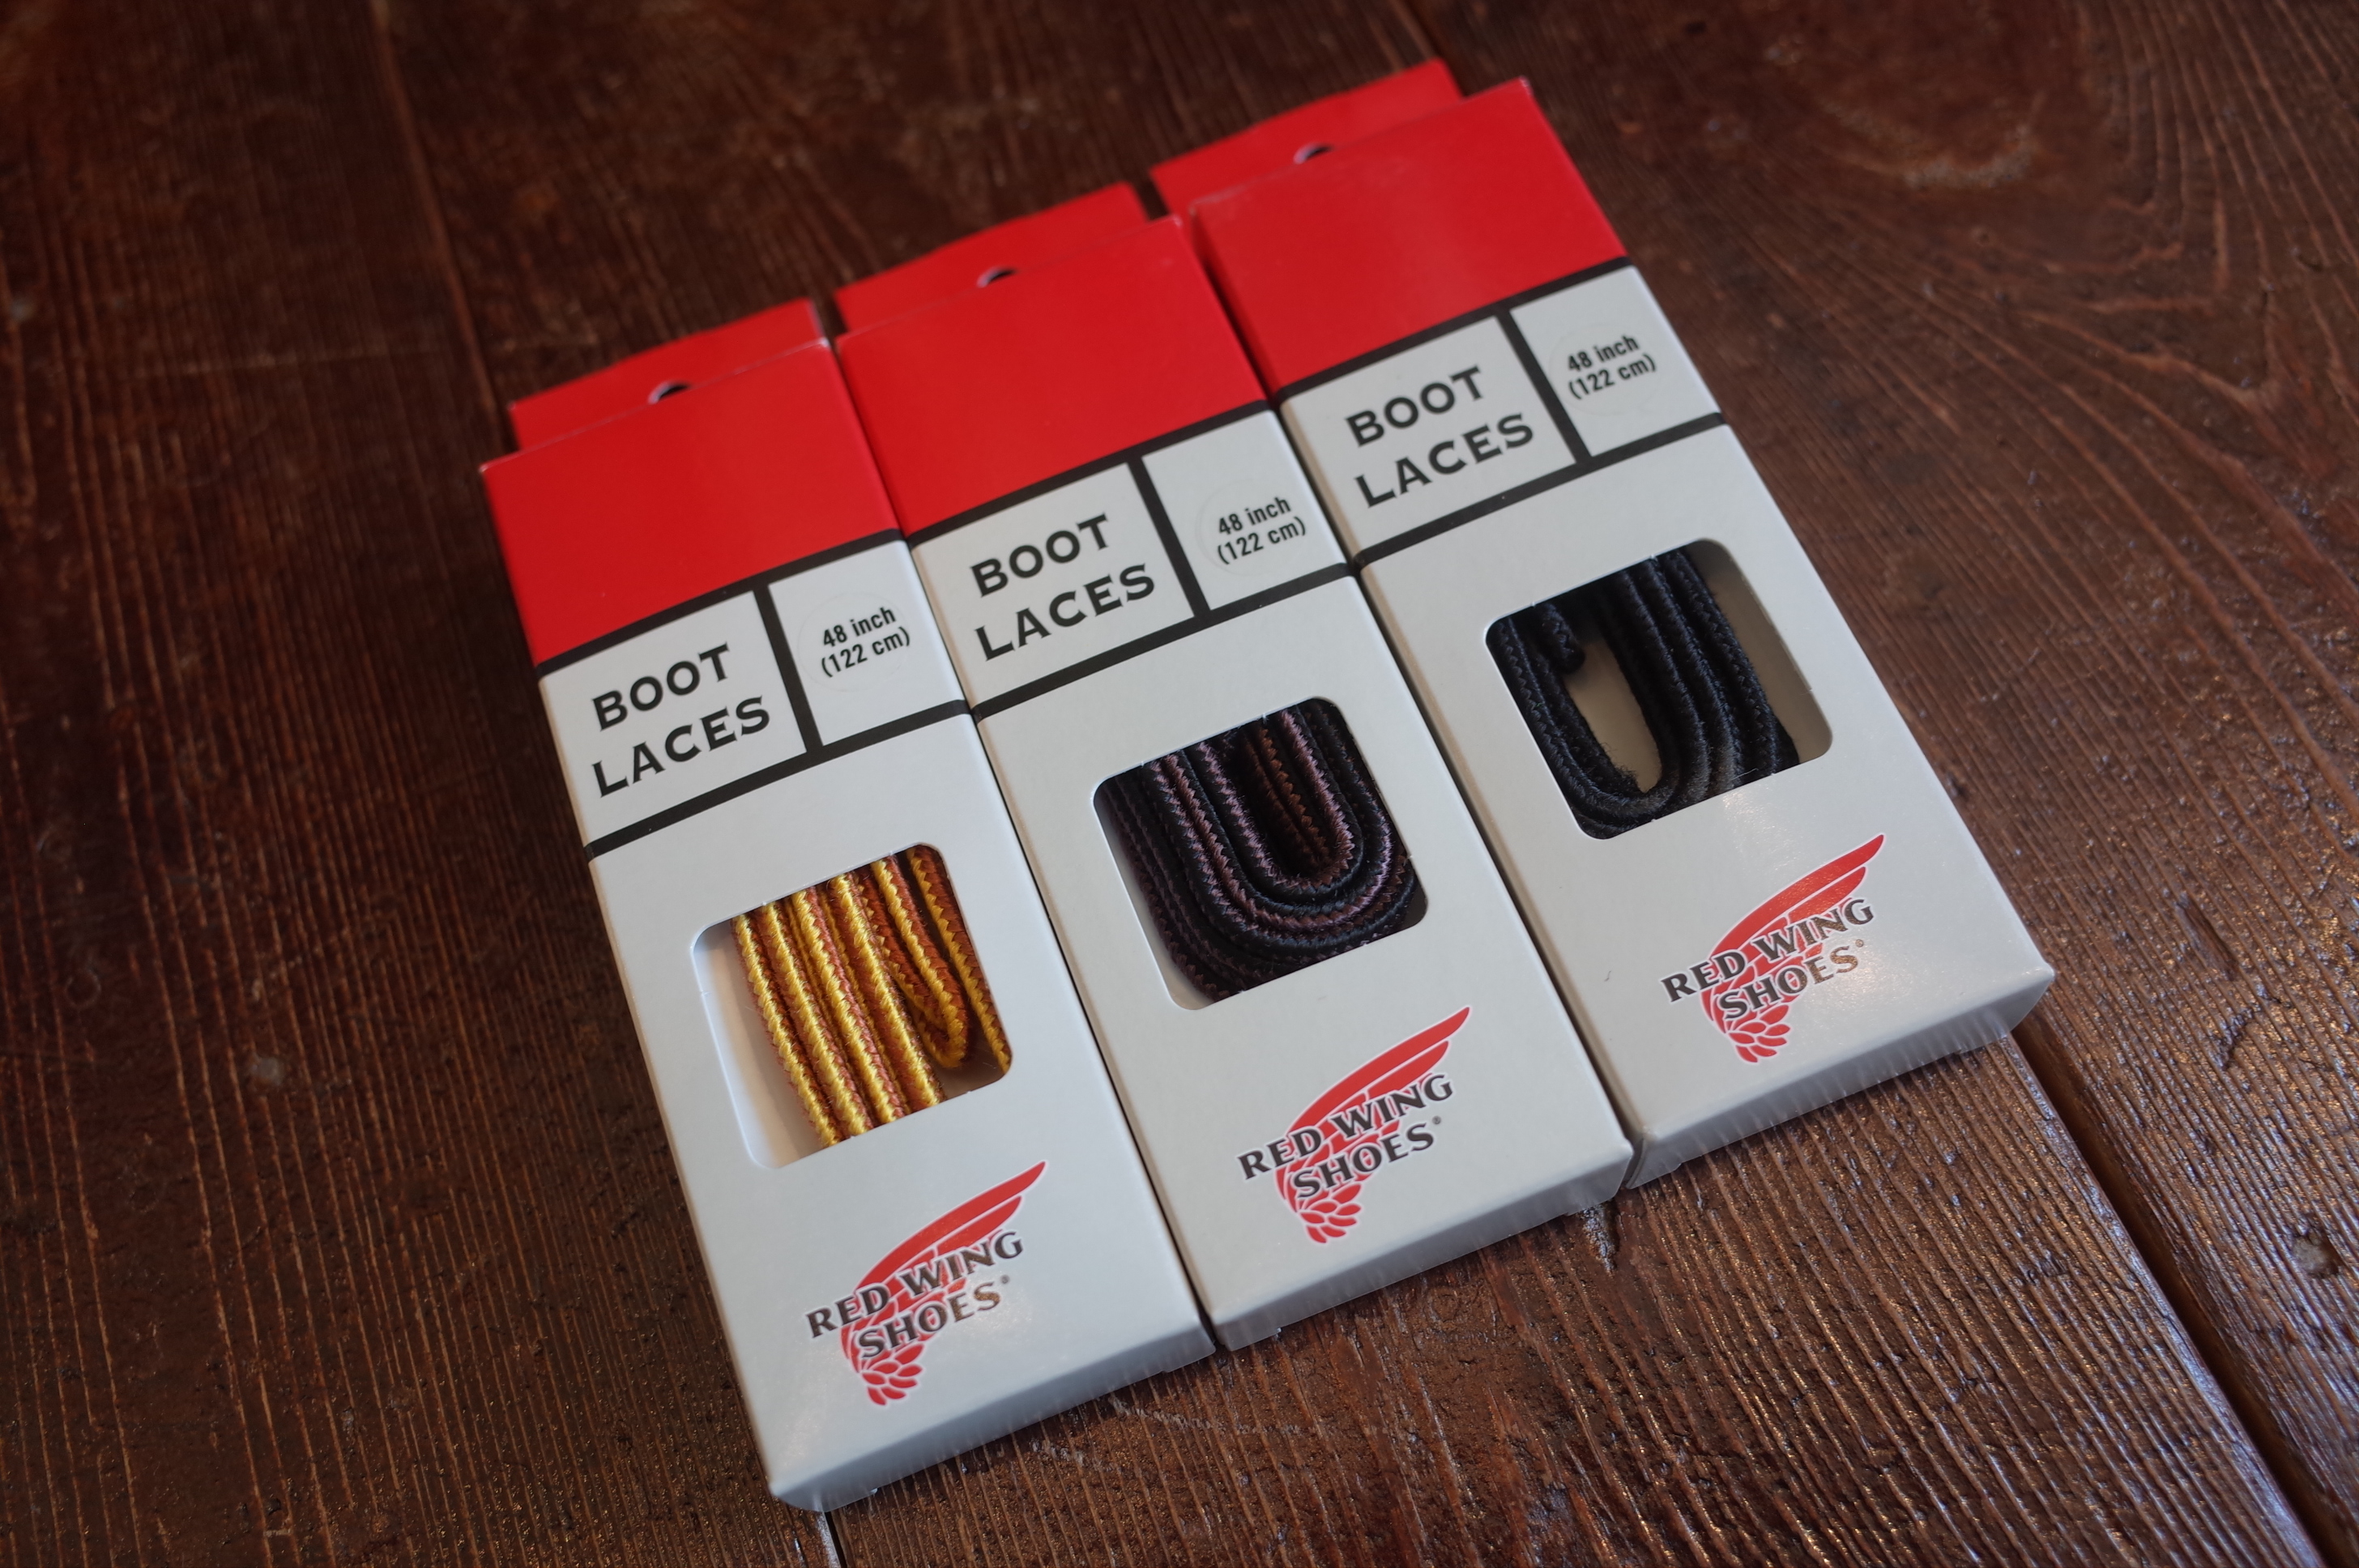 BOOT
LACES
48 inch
(122 cm)
RED WING
SHOES®
BOOT
LACES
48 inch
(122 cm)
RED WING
SHOES®
BOOT
LACES
48 inch
(122 cm)
RED WING
SHOES®